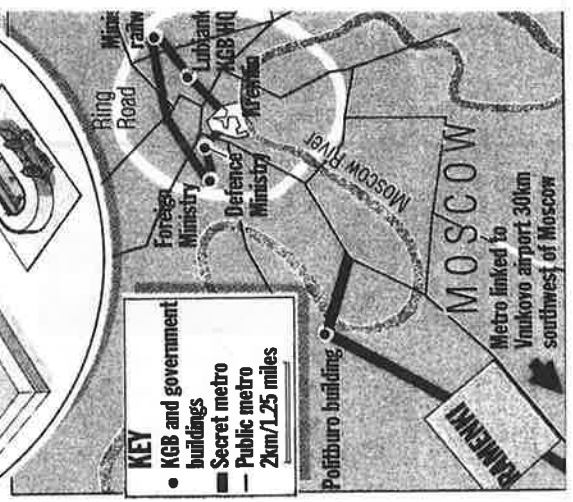 Ring
Road
Lubbanka
KGB HQ
Kremlin
Foreign
Ministry
Defence
Ministry
Moscow River
MOSCOW
KEY
• KGB and government
buildings
Secret metro
Public metro
2km/1.25 miles
Politburo building
Metro linked to
Vnukovo airport 30km
southwest of Moscow
RAMENKI